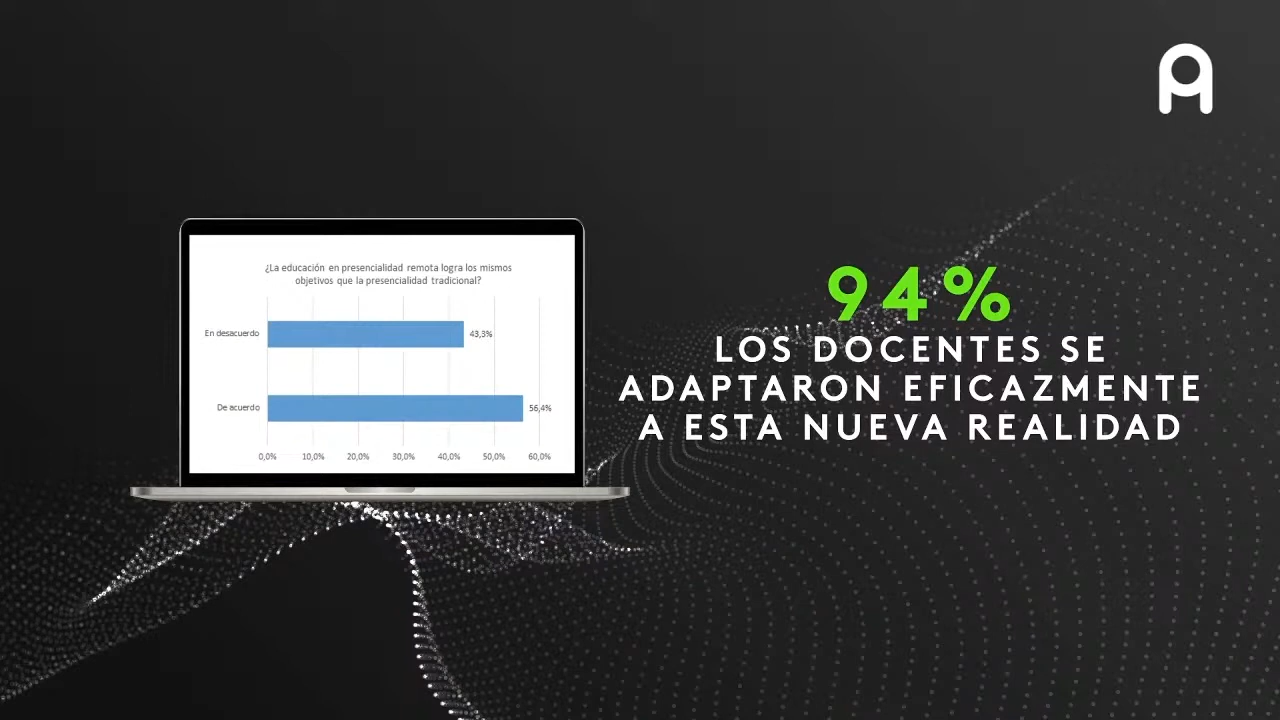 ¿La educación en presencialidad remota logra los mismos
objetivos que la presencialidad tradicional?
En desacuerdo
43,3%
De acuerdo
56,4%
0,0% 10,0% 20,0% 30,0% 40,0% 50,0% 60,0%
94%
LOS DOCENTES SE
ADAPTARON EFICAZMENTE
A ESTA NUEVA REALIDAD